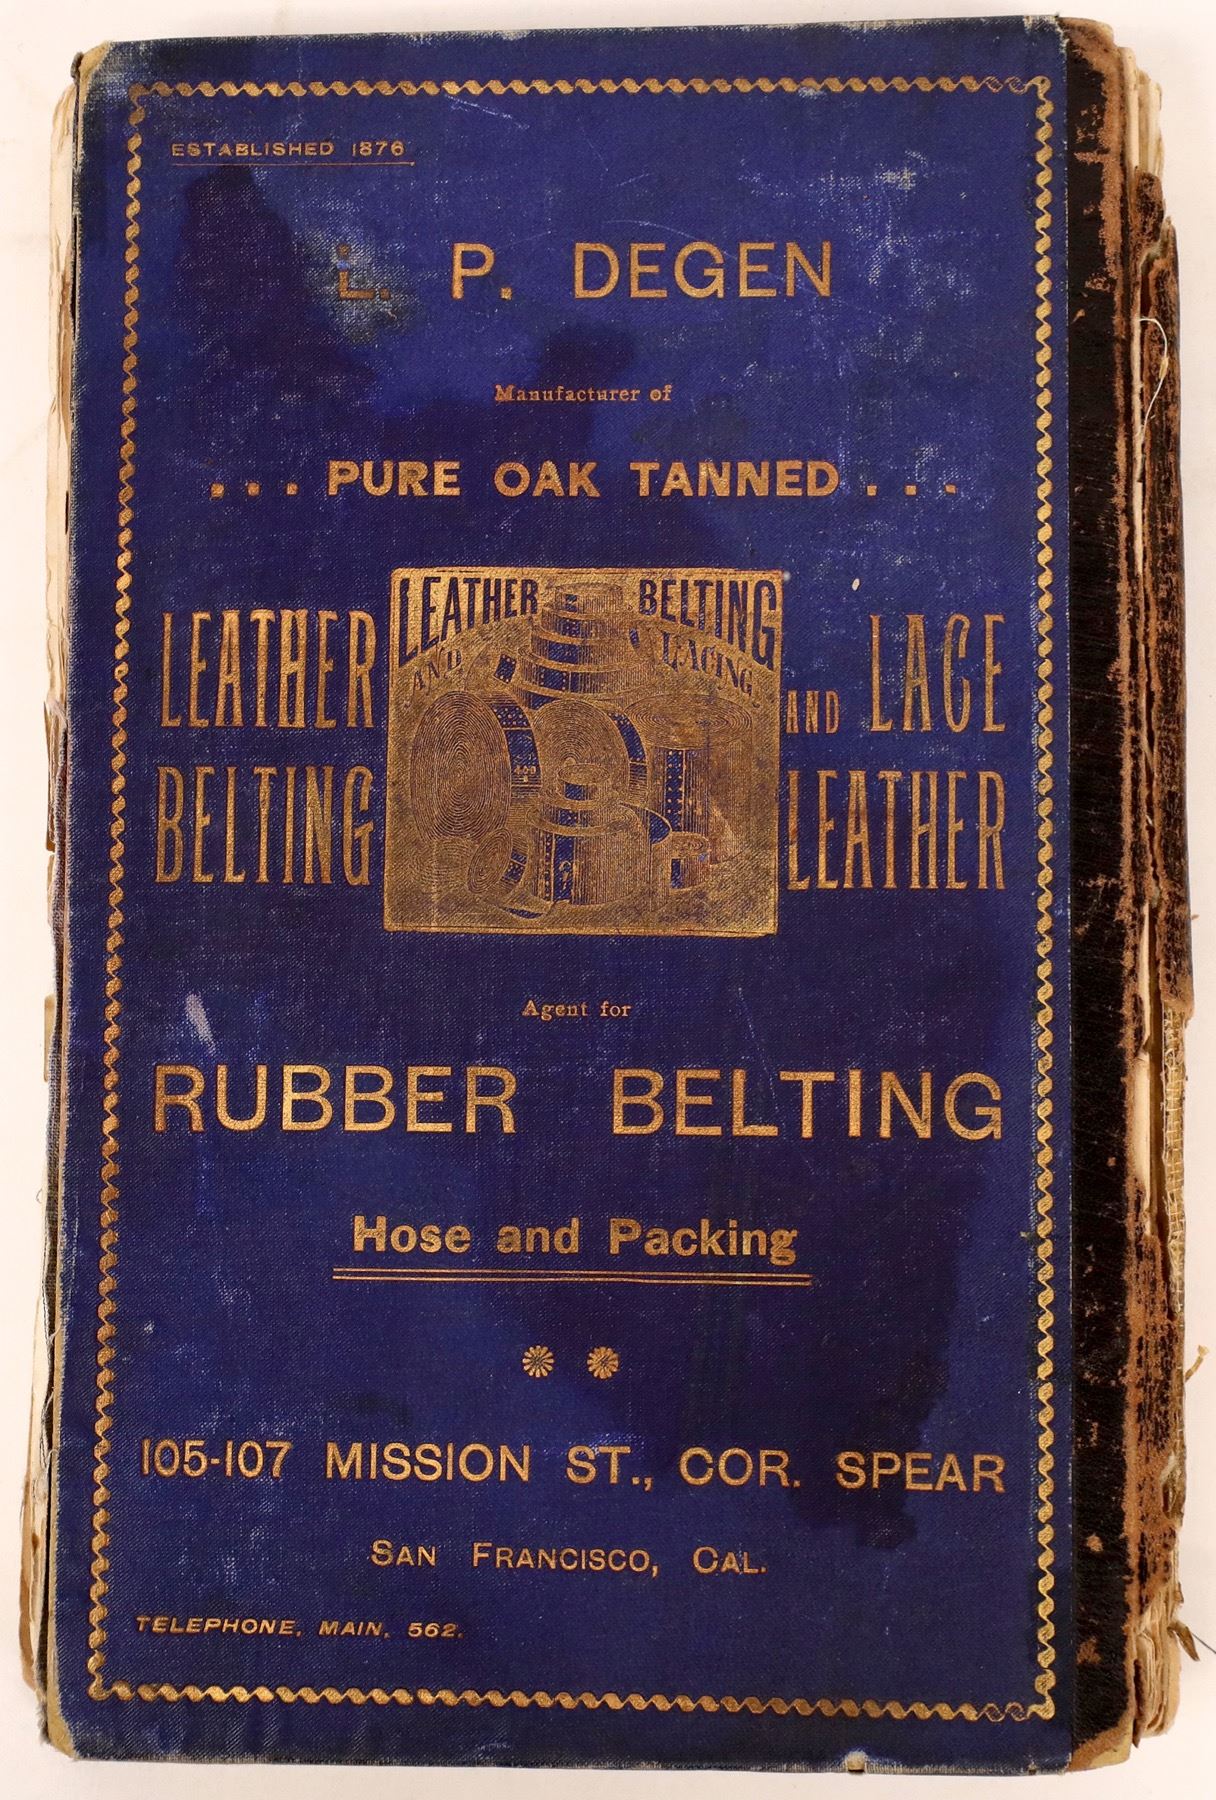 ESTABLISHED 1876
L. P. DEGEN
Manufacturer of
... PURE OAK TANNED ...
LEATHER BELTING
LEATHER BELTING
AND LACING
AND LACE LEATHER
Agent for
RUBBER BELTING
Hose and Packing
105-107 MISSION ST., COR. SPEAR
SAN FRANCISCO, CAL.
TELEPHONE, MAIN, 562.